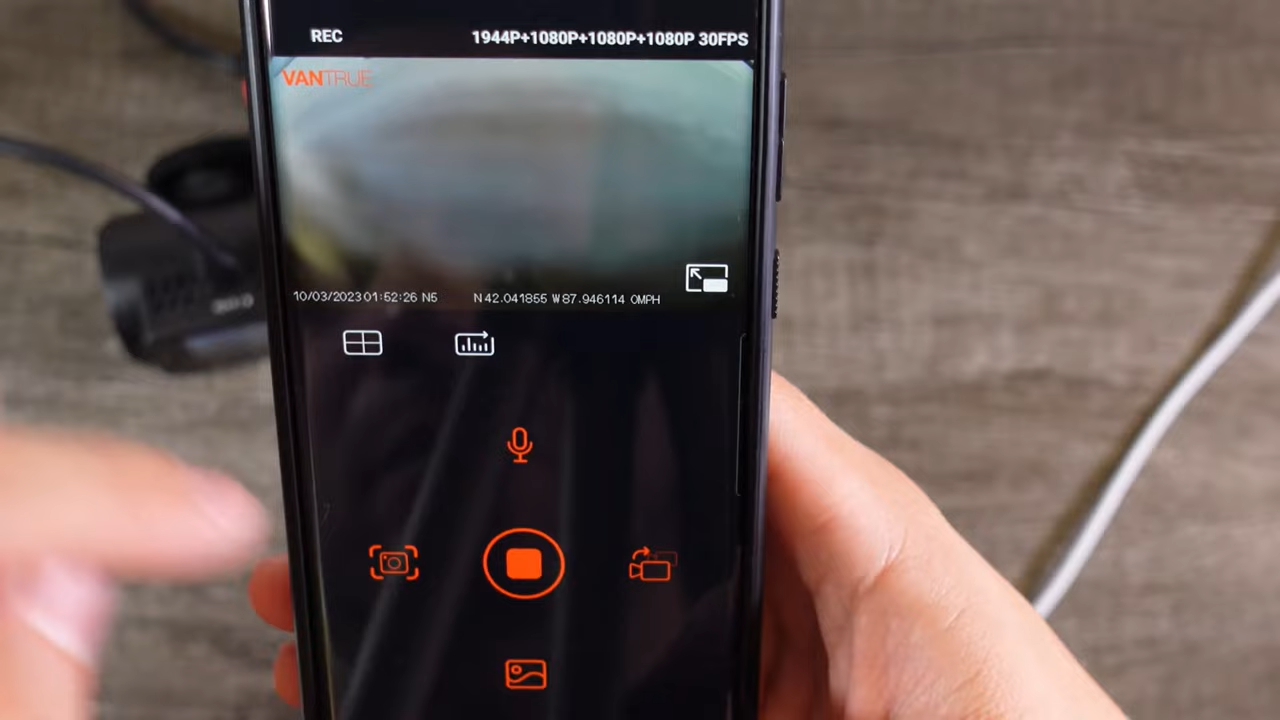 REC 1944P+1080P+1080P+1080P 30FPS
VANTRUE
10/03/2023 01:52:26 N5 N 42.041855 W 87.946114 0MPH